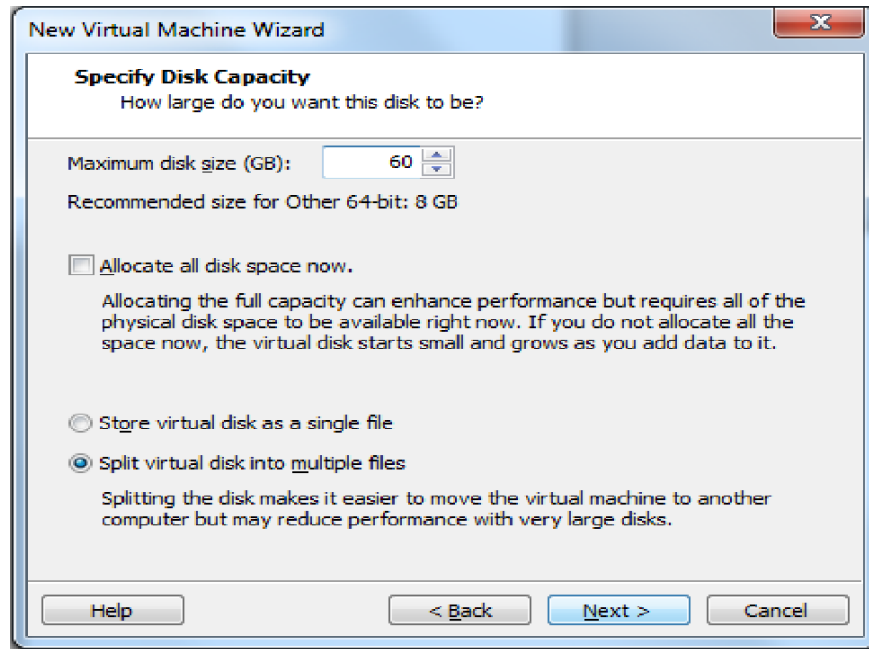 New Virtual Machine Wizard
x
Specify Disk Capacity
How large do you want this disk to be?
Maximum disk size (GB): 60
Recommended size for Other 64-bit: 8 GB
Allocate all disk space now.
Allocating the full capacity can enhance performance but requires all of the
physical disk space to be available right now. If you do not allocate all the
space now, the virtual disk starts small and grows as you add data to it.
Store virtual disk as a single file
Split virtual disk into multiple files
Splitting the disk makes it easier to move the virtual machine to another
computer but may reduce performance with very large disks.
Help < Back Next > Cancel